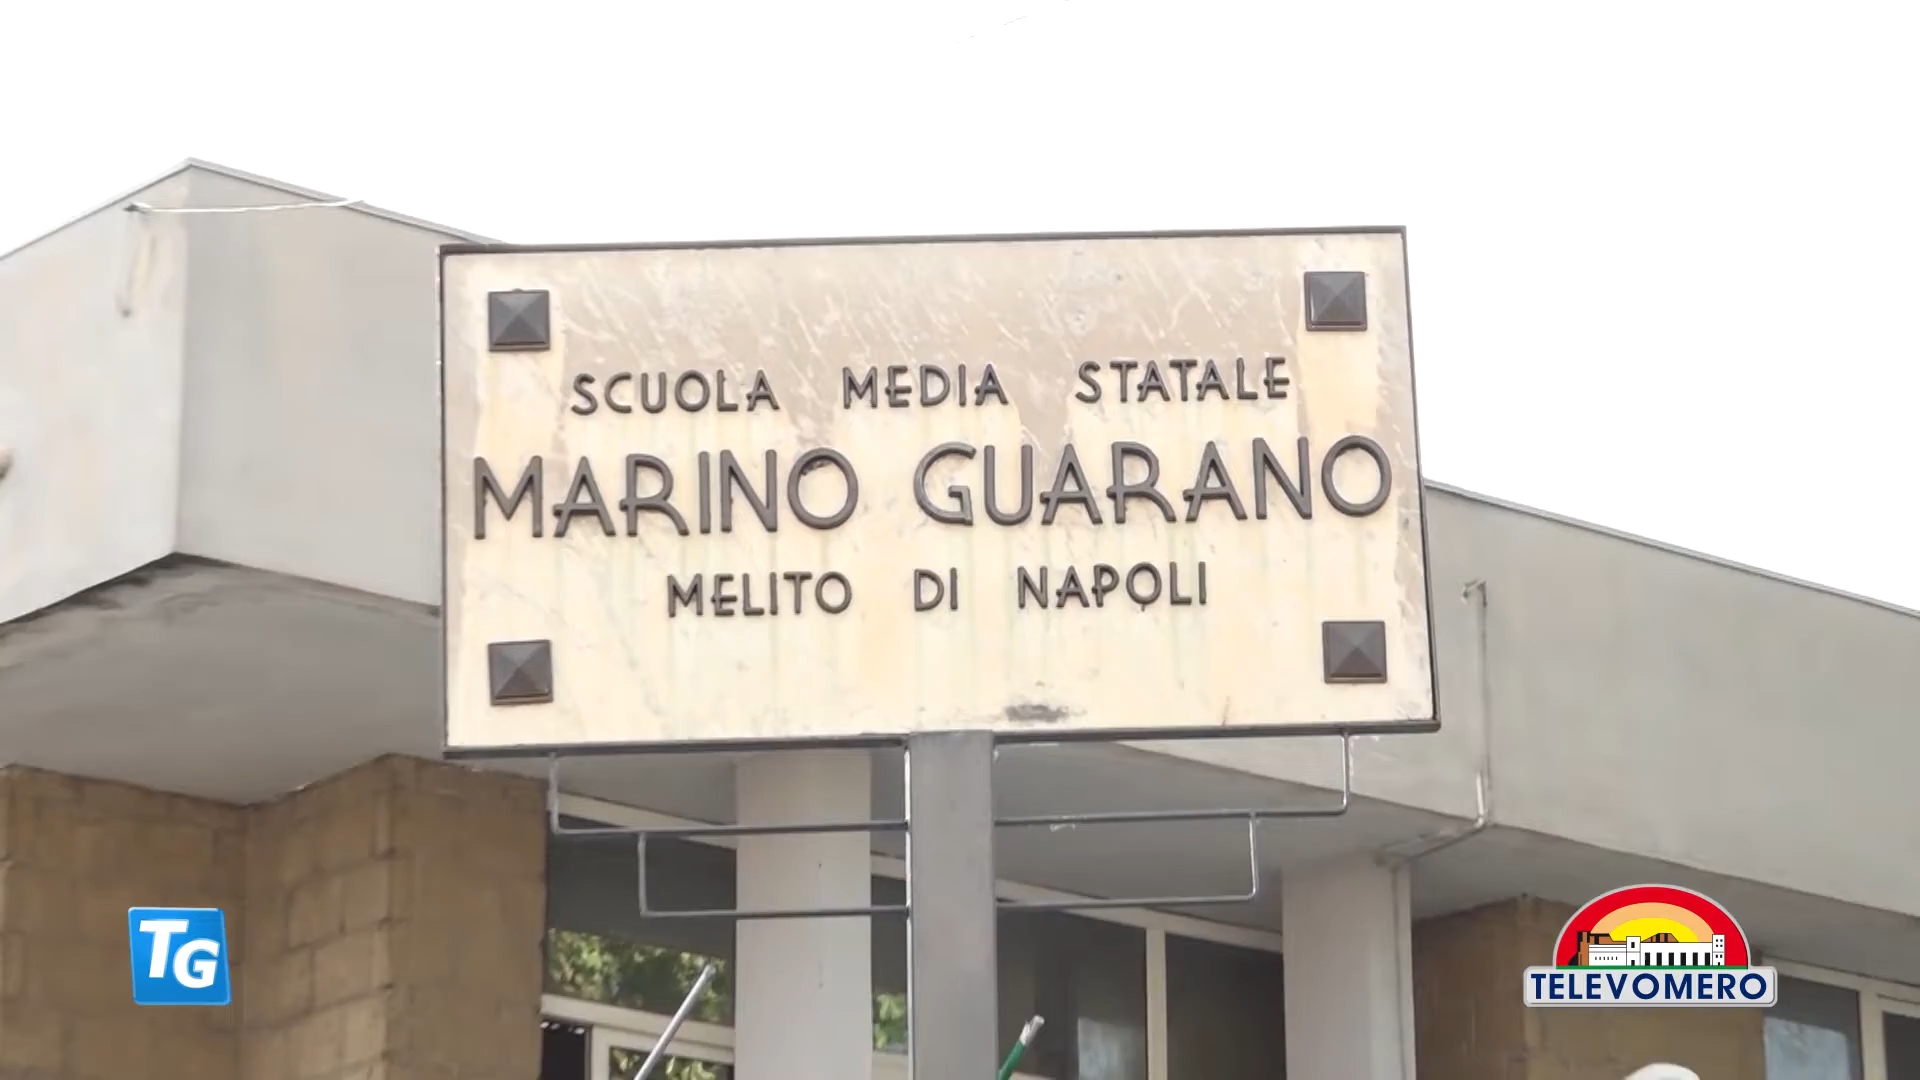 SCUOLA MEDIA STATALE
MARINO GUARANO
MELITO DI NAPOLI
TG
TELEVOMERO